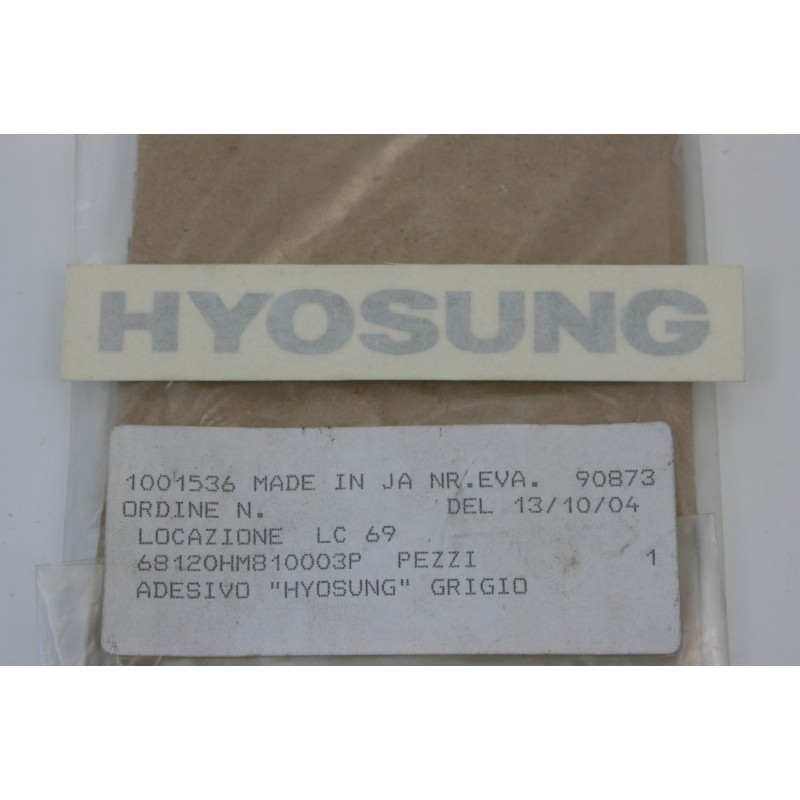 HYOSUNG
1001536 MADE IN JA NR.EVA. 90873
ORDINE N. DEL 13/10/04
LOCAZIONE LC 69
68120HM810003P PEZZI 1
ADESIVO "HYOSUNG" GRIGIO